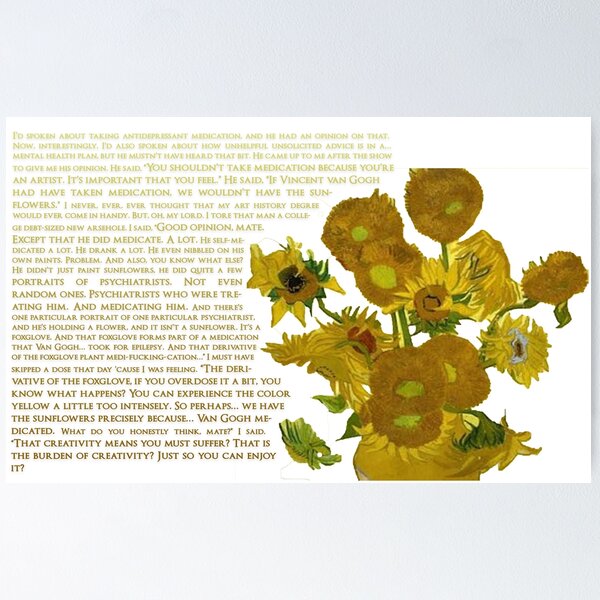 I'd spoken about taking antidepressant medication, and he had an opinion on that.
Now, interestingly, I'd also spoken about how unhelpful unsolicited advice is in a...
mental health plan, but he mustn't have heard that bit. He came up to me after the show
to give me his opinion. He said, "You shouldn't take medication because you're
an artist. It's important that you feel." He said, "If Vincent van Gogh
had have taken medication, we wouldn't have the sun-
flowers." I never, ever, ever thought that my art history degree
would ever come in handy. But, oh, my Lord. I tore that man a colle-
ge debt-sized new arsehole. I said, "Good opinion, mate.
Except that he did medicate. A lot. He self-me-
dicated a lot. He drank a lot. He even nibbled on his
own paints. Problem. And also, you know what else?
He didn't just paint sunflowers, he did quite a few
portraits of psychiatrists. Not even
random ones. Psychiatrists who were tre-
ating him. And medicating him. And there's
one particular portrait of one particular psychiatrist,
and he's holding a flower, and it isn't a sunflower. It's a
foxglove. And that foxglove forms part of a medication
that Van Gogh... took for epilepsy. And that derivative
of the foxglove plant medi-fucking-cation..." I must have
skipped a dose that day 'cause I was feeling. "The deri-
vative of the foxglove, if you overdose it a bit, you
know what happens? You can experience the color
yellow a little too intensely. So perhaps... we have
the sunflowers precisely because... Van Gogh me-
dicated. What do you honestly think, mate?" I said.
"That creativity means you must suffer? That is
the burden of creativity? Just so you can enjoy
it?